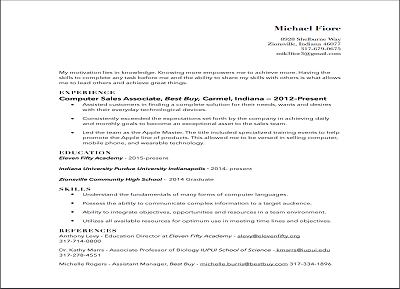 Michael Fiore
6929 Shelburne Way
Zionsville, Indiana 46077
317-679-0675
mik3fior3@gmail.com
My motivation lies in knowledge. Knowing more empowers me to achieve more. Having the
skills to complete any task before me and the ability to share my skills with others is what allows
me to lead others and achieve great things.
EXPERIENCE
Computer Sales Associate, Best Buy, Carmel, Indiana — 2012-Present
• Assisted customers in finding a complete solution for their needs, wants and desires
with their everyday technological devices.
• Consistently exceeded the expectations set forth by the company in achieving daily
and monthly goals to become an exceptional asset to the sales team.
• Led the team as the Apple Master. The title included specialized training events to help
promote the Apple product line. This allowed me to be versed in selling computer,
mobile phone, and wearable technology.
EDUCATION
Eleven Fifty Academy - 2015-present
Indiana University Purdue University Indianapolis - 2014- present
Zionsville Community High School - 2014 Graduate
SKILLS
• Understand the fundamentals of many forms of computer languages.
• Possess the ability to communicate complex information to a target audience.
• Ability to integrate objectives, opportunities and resources in a team environment.
• Utilizes all available resources for optimum use in meeting time lines and objectives.
REFERENCES
Anthony Levy - Education Director at Eleven Fifty Academy - alevy@elevenfifty.org
317-714-0800
Dr. Kathy Marrs - Associate Professor of Biology IUPUI School of Science - kmarrs@iupui.edu
317-278-4551
Michelle Rogers - Assistant Manager, Best Buy - michelle.burris@bestbuy.com 317-334-1896